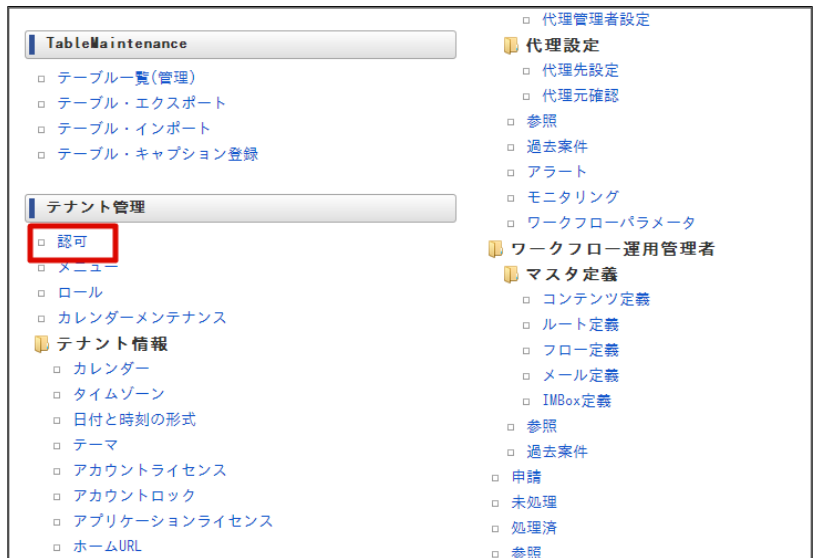 TableMaintenance
テーブル一覧(管理)
テーブル・エクスポート
テーブル・インポート
テーブル・キャプション登録
テナント管理
認可
メニュー
ロール
カレンダーメンテナンス
テナント情報
カレンダー
タイムゾーン
日付と時刻の形式
テーマ
アカウントライセンス
アカウントロック
アプリケーションライセンス
ホームURL
代理管理者設定
代理設定
代理先設定
代理元確認
参照
過去案件
アラート
モニタリング
ワークフローパラメータ
ワークフロー運用管理者
マスタ定義
コンテンツ定義
ルート定義
フロー定義
メール定義
IMBox定義
参照
過去案件
申請
未処理
処理済
参照